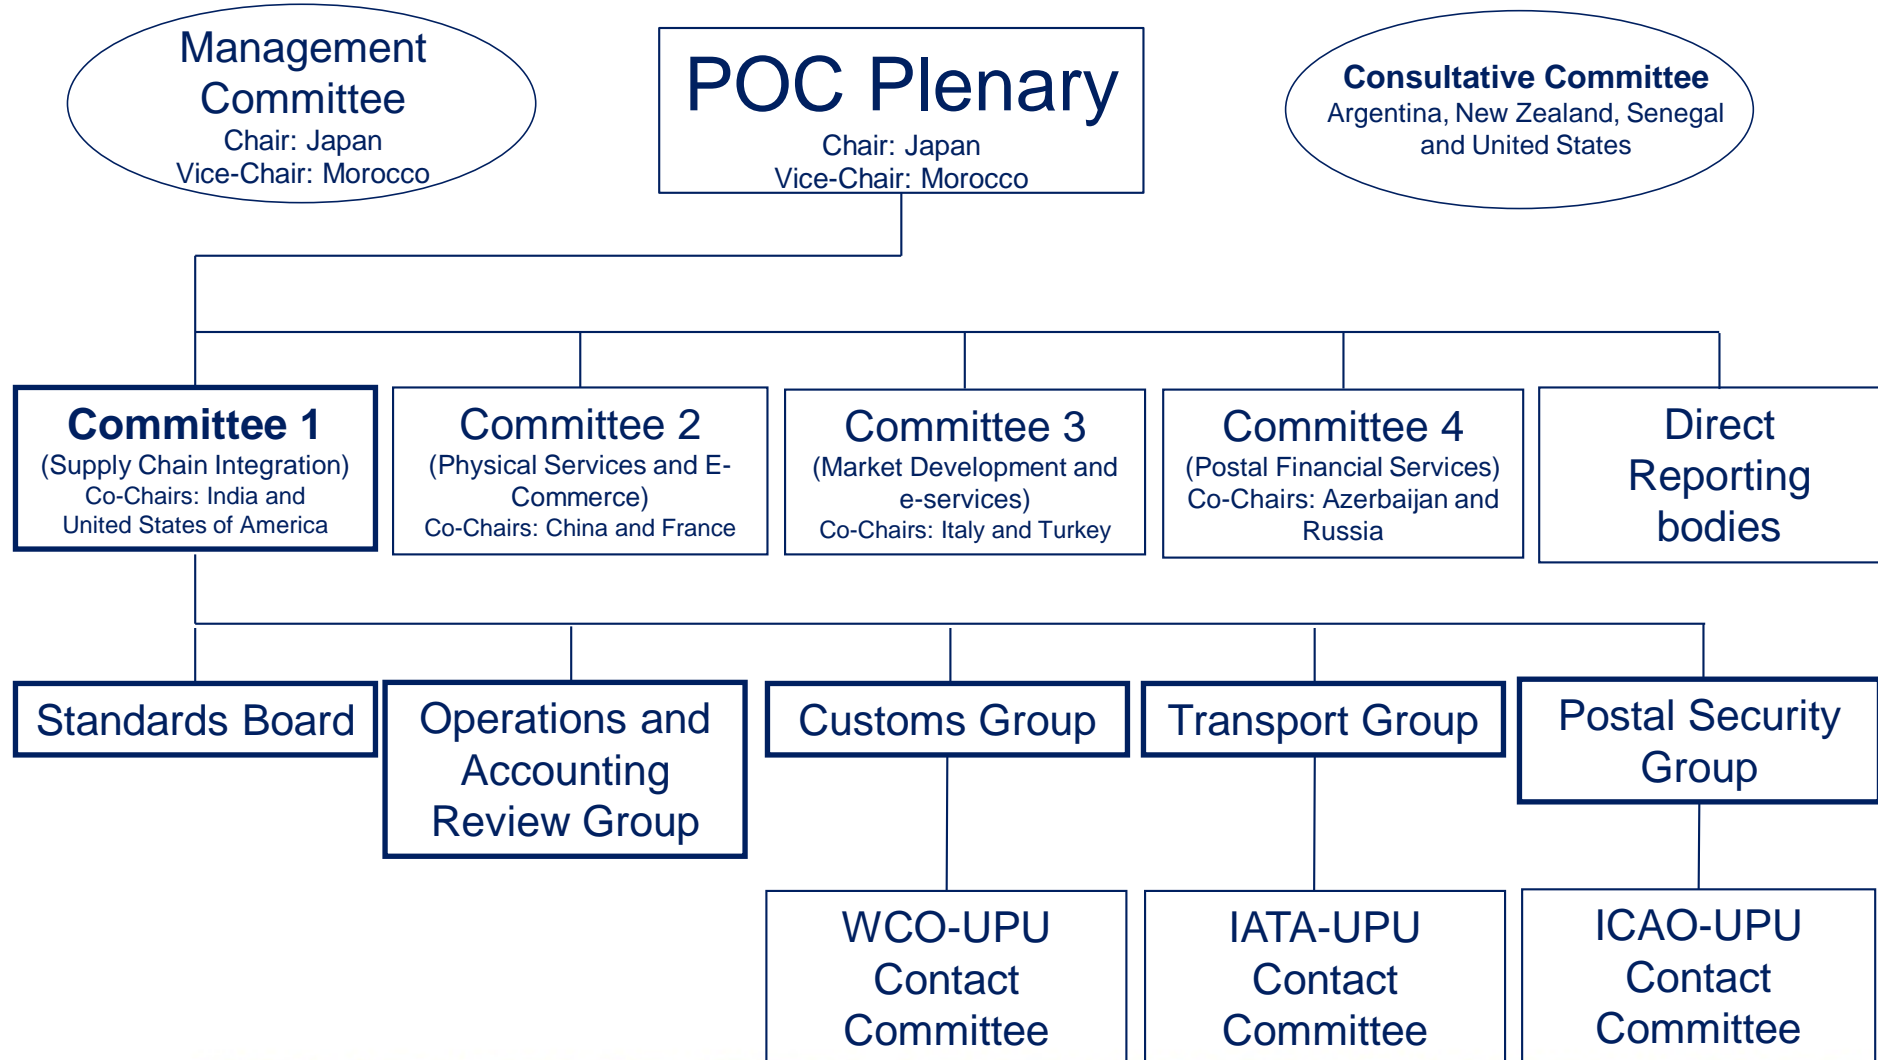 Management
Committee
Chair: Japan
Vice-Chair: Morocco
POC Plenary
Chair: Japan
Vice-Chair: Morocco
Consultative Committee
Argentina, New Zealand, Senegal
and United States
Committee 1
(Supply Chain Integration)
Co-Chairs: India and
United States of America
Committee 2
(Physical Services and E-
Commerce)
Co-Chairs: China and France
Committee 3
(Market Development and
e-services)
Co-Chairs: Italy and Turkey
Committee 4
(Postal Financial Services)
Co-Chairs: Azerbaijan and
Russia
Direct
Reporting
bodies
Standards Board
Operations and
Accounting
Review Group
Customs Group
Transport Group
Postal Security
Group
WCO-UPU
Contact
Committee
IATA-UPU
Contact
Committee
ICAO-UPU
Contact
Committee